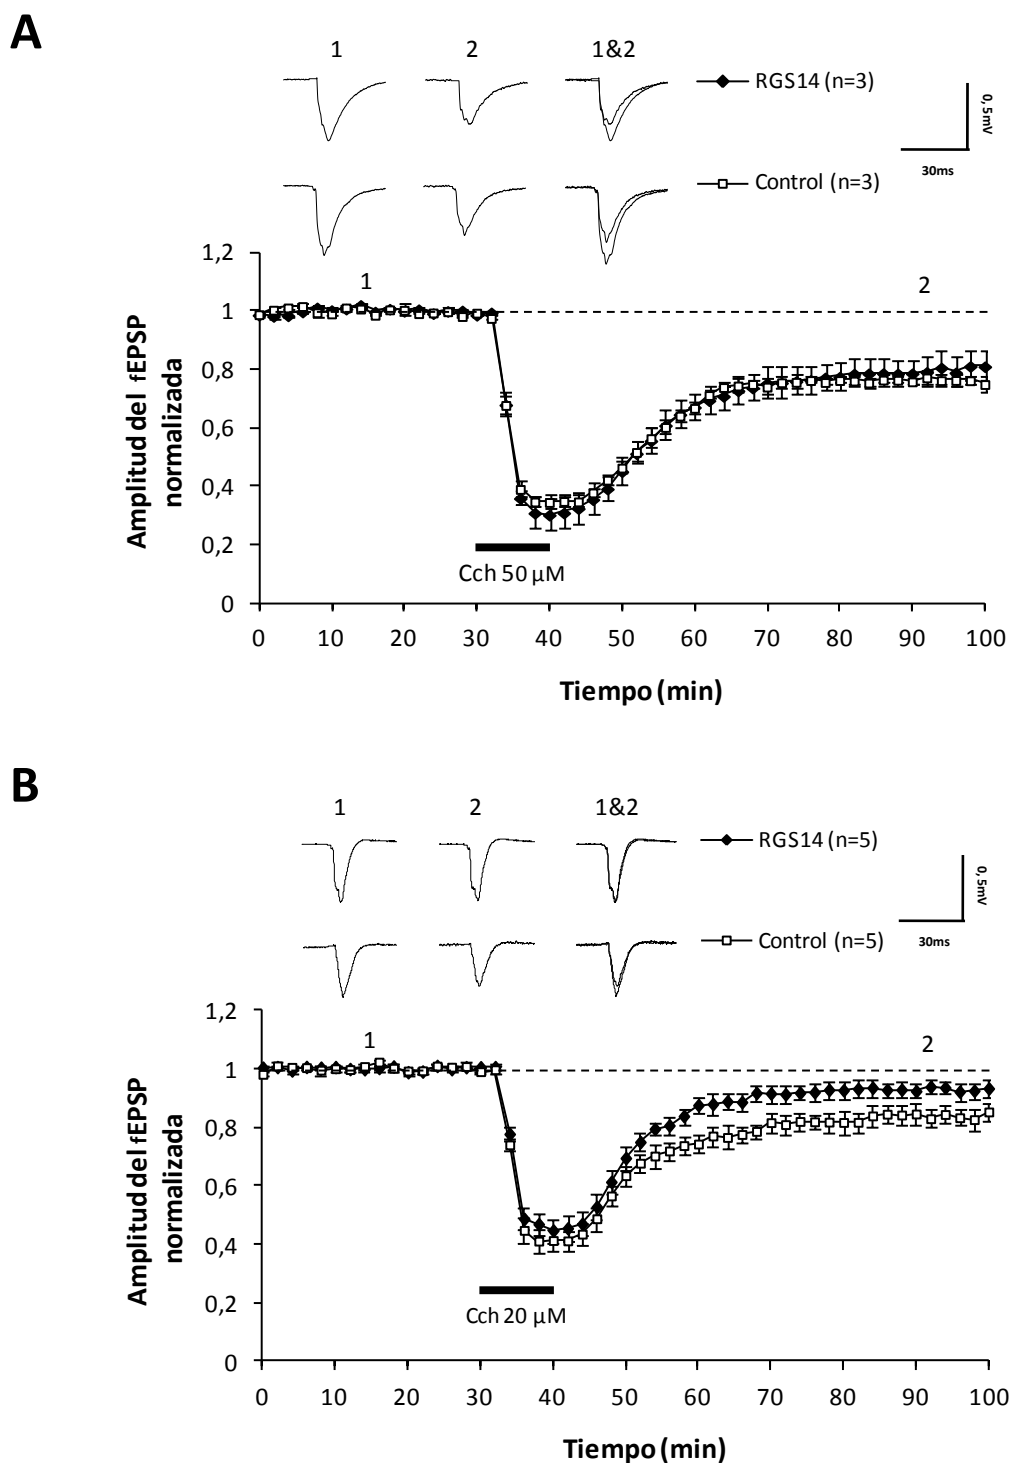 A
1 2 1&2
RGS14 (n=3)
0,5mV
30ms
Control (n=3)
1,2
1
0,8
0,6
0,4
0,2
0
Amplitud del fEPSP
normalizada
1 2
Cch 50 µM
0 10 20 30 40 50 60 70 80 90 100
Tiempo (min)
B
1 2 1&2
RGS14 (n=5)
0,5mV
30ms
Control (n=5)
1,2
1
0,8
0,6
0,4
0,2
0
Amplitud del fEPSP
normalizada
1 2
Cch 20 µM
0 10 20 30 40 50 60 70 80 90 100
Tiempo (min)